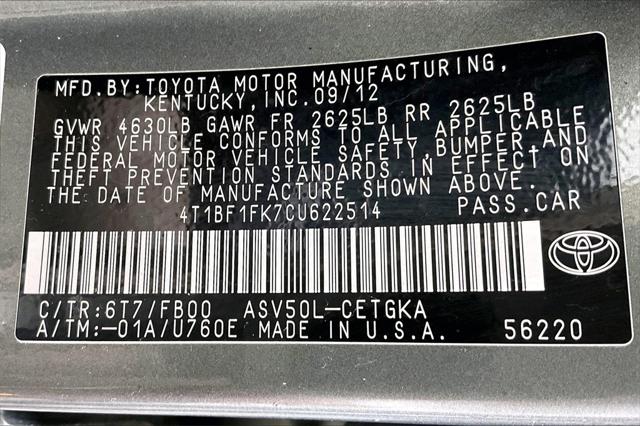 MFD.BY:TOYOTA MOTOR MANUFACTURING,
KENTUCKY,INC.09/12
GVWR 4630LB GAWR FR 2625LB RR 2625LB
THIS VEHICLE CONFORMS TO ALL APPLICABLE
FEDERAL MOTOR VEHICLE SAFETY,BUMPER,AND
THEFT PREVENTION STANDARDS IN EFFECT ON
THE DATE OF MANUFACTURE SHOWN ABOVE.
4T1BF1FK7CU622514 PASS.CAR
C/TR:6T7/FB00 ASV50L-CETGKA
A/TM:-01A/U760E MADE IN U.S.A. 56220